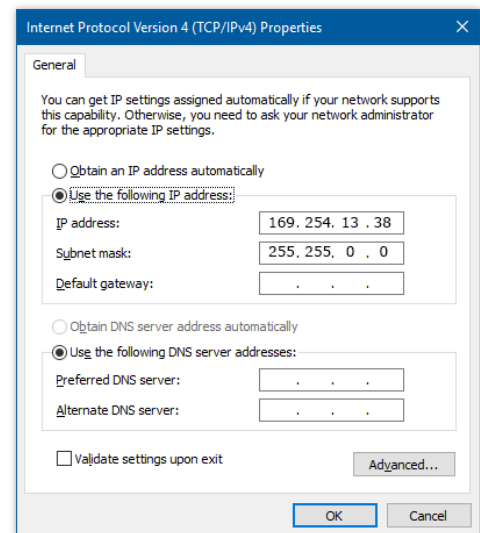 Internet Protocol Version 4 (TCP/IPv4) Properties
General
You can get IP settings assigned automatically if your network supports
this capability. Otherwise, you need to ask your network administrator
for the appropriate IP settings.
Obtain an IP address automatically
Use the following IP address:
IP address: 169. 254. 13 . 38
Subnet mask: 255. 255. 0 . 0
Default gateway: . . .
Obtain DNS server address automatically
Use the following DNS server addresses:
Preferred DNS server: . . .
Alternate DNS server: . . .
Validate settings upon exit
Advanced...
OK Cancel